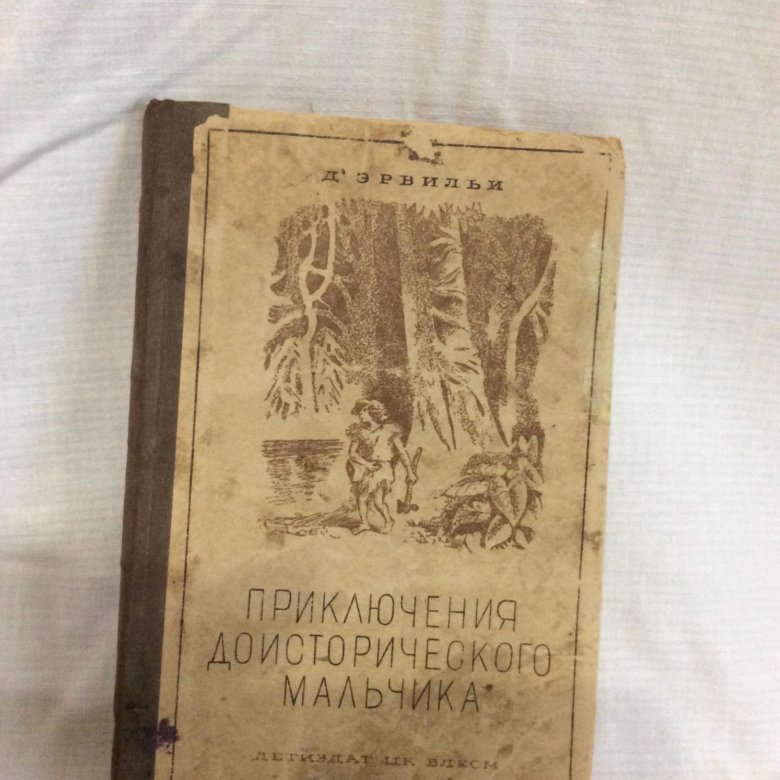 Д'ЭРВИЛЬИ
ПРИКЛЮЧЕНИЯ
ДОИСТОРИЧЕСКОГО
МАЛЬЧИКА
ДЕТИЗДАТ ЦК ВЛКСМ